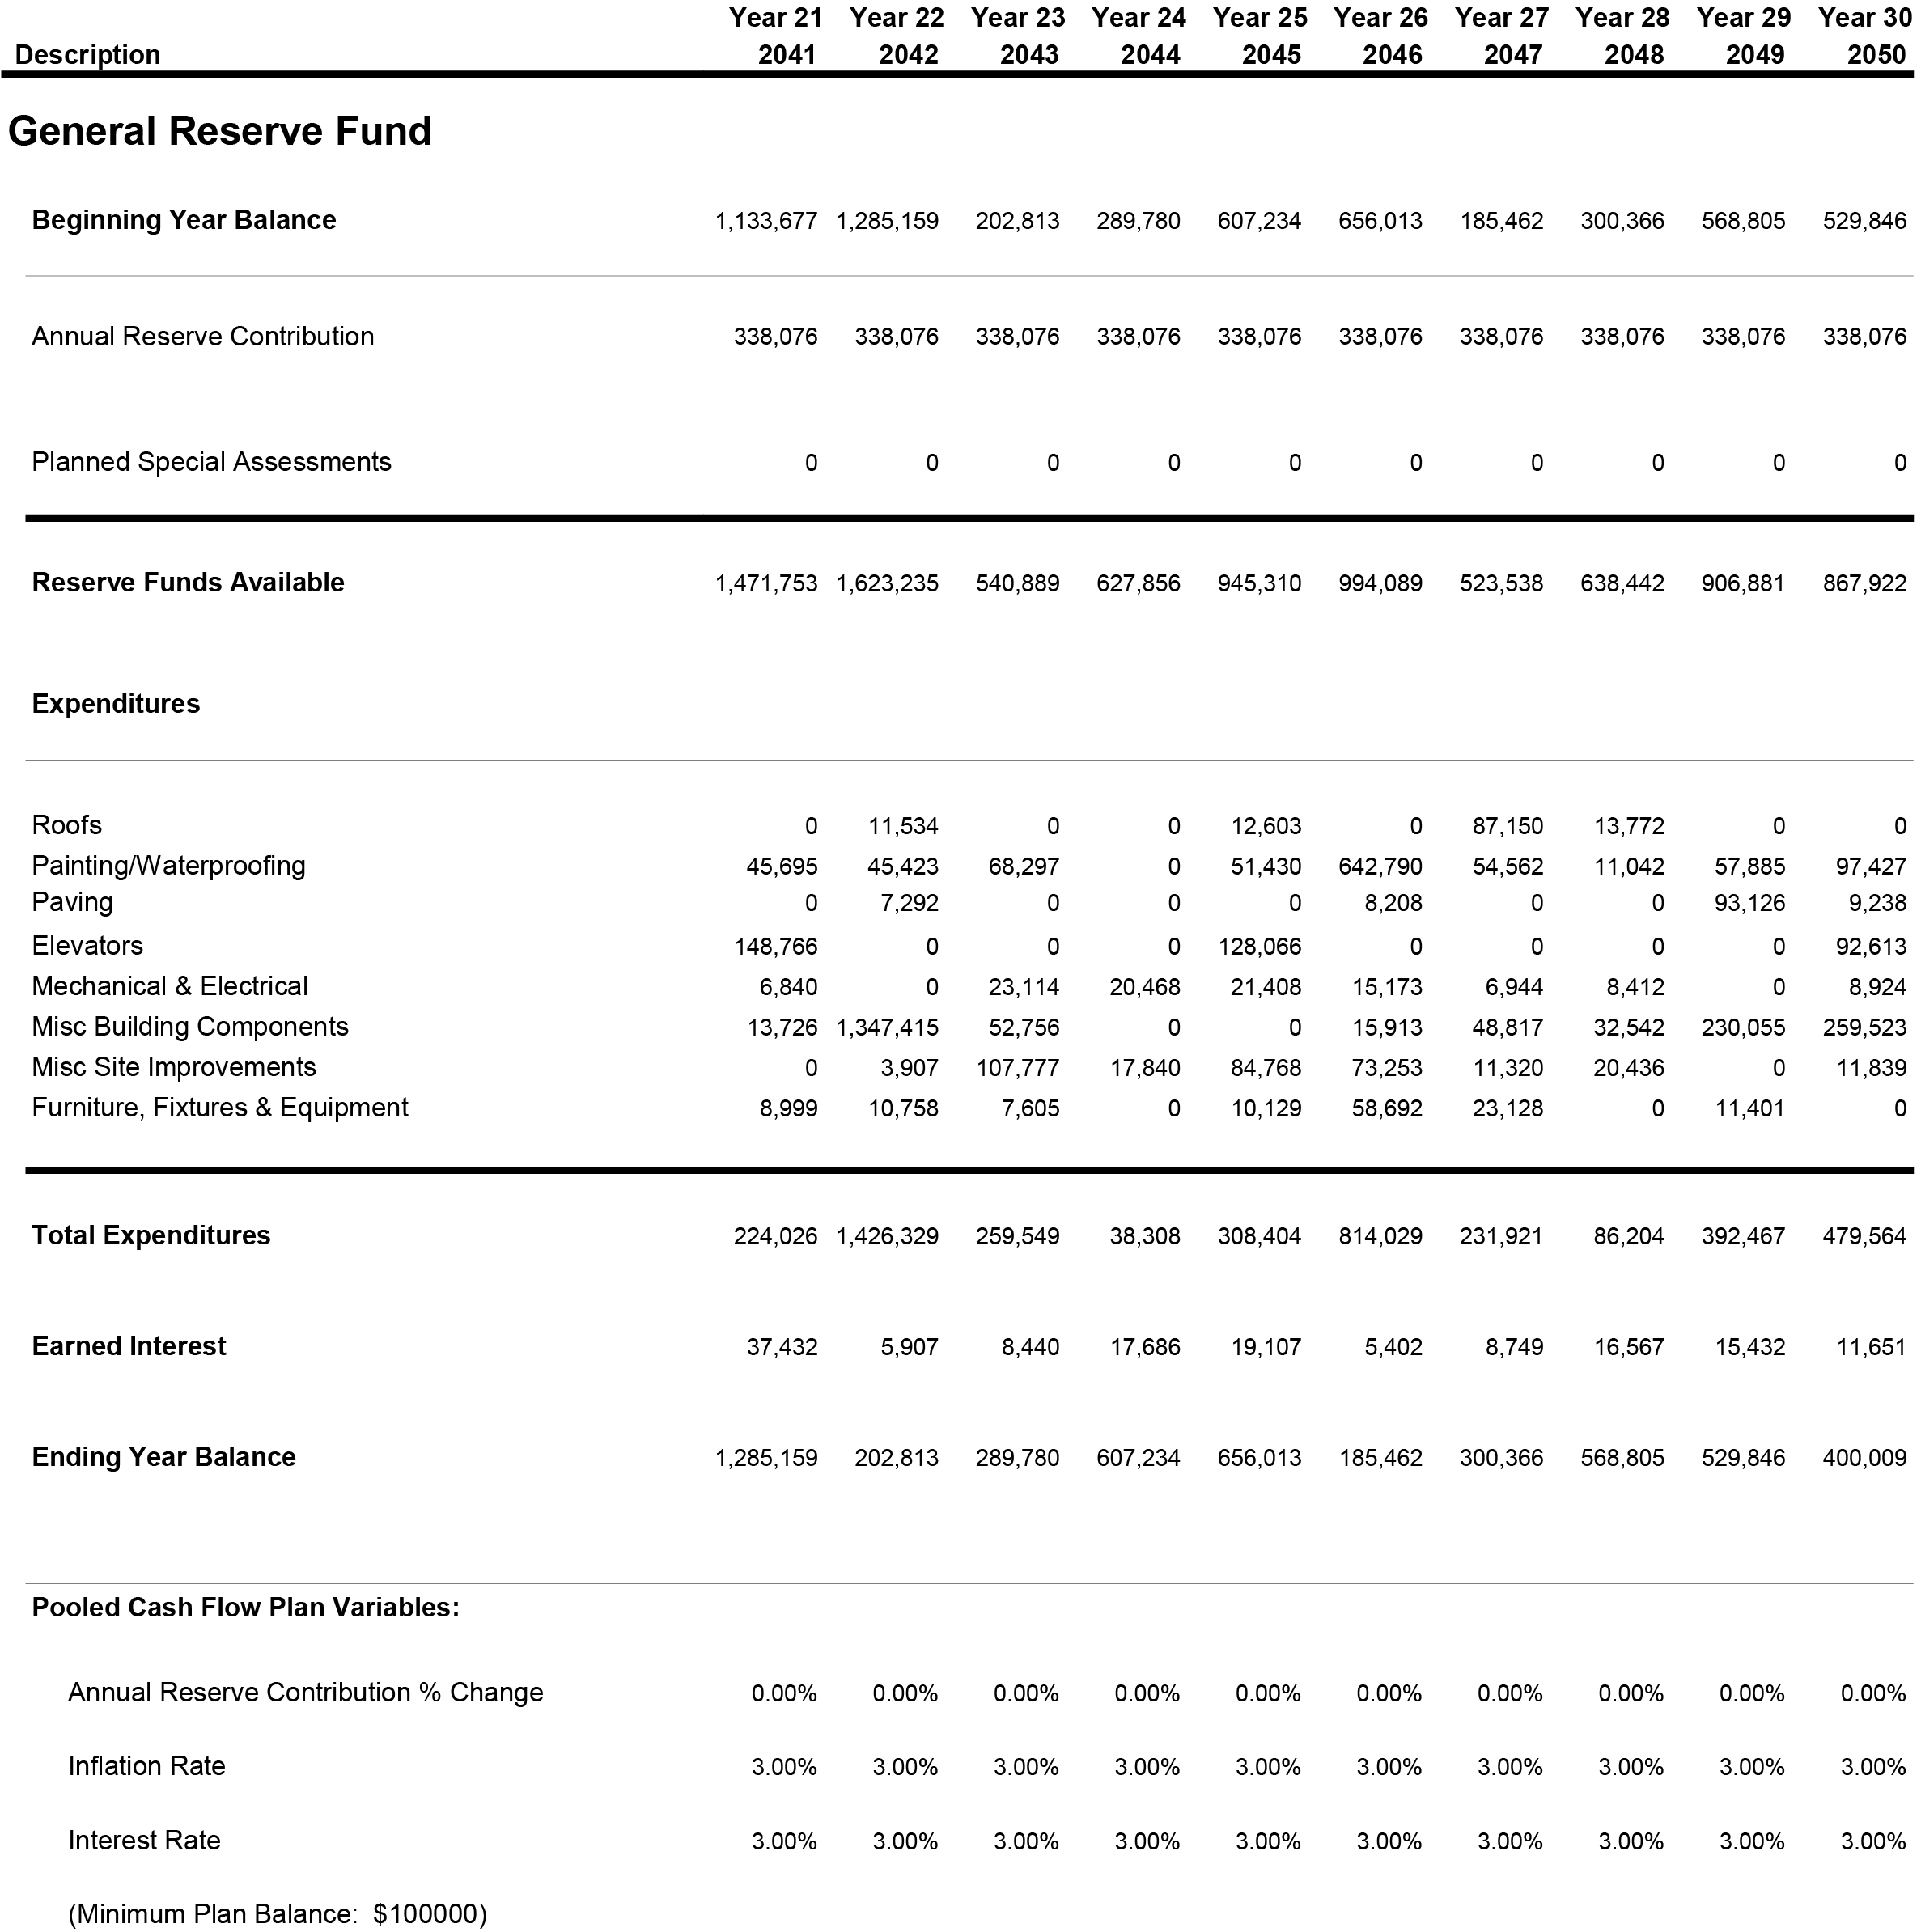 Year 21 Year 22 Year 23 Year 24 Year 25 Year 26 Year 27 Year 28 Year 29 Year 30
Description 2041 2042 2043 2044 2045 2046 2047 2048 2049 2050
General Reserve Fund
Beginning Year Balance 1,133,677 1,285,159 202,813 289,780 607,234 656,013 185,462 300,366 568,805 529,846
Annual Reserve Contribution 338,076 338,076 338,076 338,076 338,076 338,076 338,076 338,076 338,076 338,076
Planned Special Assessments 0 0 0 0 0 0 0 0 0 0
Reserve Funds Available 1,471,753 1,623,235 540,889 627,856 945,310 994,089 523,538 638,442 906,881 867,922
Expenditures
Roofs 0 11,534 0 0 12,603 0 87,150 13,772 0 0
Painting/Waterproofing 45,695 45,423 68,297 0 51,430 642,790 54,562 11,042 57,885 97,427
Paving 0 7,292 0 0 0 8,208 0 0 93,126 9,238
Elevators 148,766 0 0 0 128,066 0 0 0 0 92,613
Mechanical & Electrical 6,840 0 23,114 20,468 21,408 15,173 6,944 8,412 0 8,924
Misc Building Components 13,726 1,347,415 52,756 0 0 15,913 48,817 32,542 230,055 259,523
Misc Site Improvements 0 3,907 107,777 17,840 84,768 73,253 11,320 20,436 0 11,839
Furniture, Fixtures & Equipment 8,999 10,758 7,605 0 10,129 58,692 23,128 0 11,401 0
Total Expenditures 224,026 1,426,329 259,549 38,308 308,404 814,029 231,921 86,204 392,467 479,564
Earned Interest 37,432 5,907 8,440 17,686 19,107 5,402 8,749 16,567 15,432 11,651
Ending Year Balance 1,285,159 202,813 289,780 607,234 656,013 185,462 300,366 568,805 529,846 400,009
Pooled Cash Flow Plan Variables:
Annual Reserve Contribution % Change 0.00% 0.00% 0.00% 0.00% 0.00% 0.00% 0.00% 0.00% 0.00% 0.00%
Inflation Rate 3.00% 3.00% 3.00% 3.00% 3.00% 3.00% 3.00% 3.00% 3.00% 3.00%
Interest Rate 3.00% 3.00% 3.00% 3.00% 3.00% 3.00% 3.00% 3.00% 3.00% 3.00%
(Minimum Plan Balance: $100000)